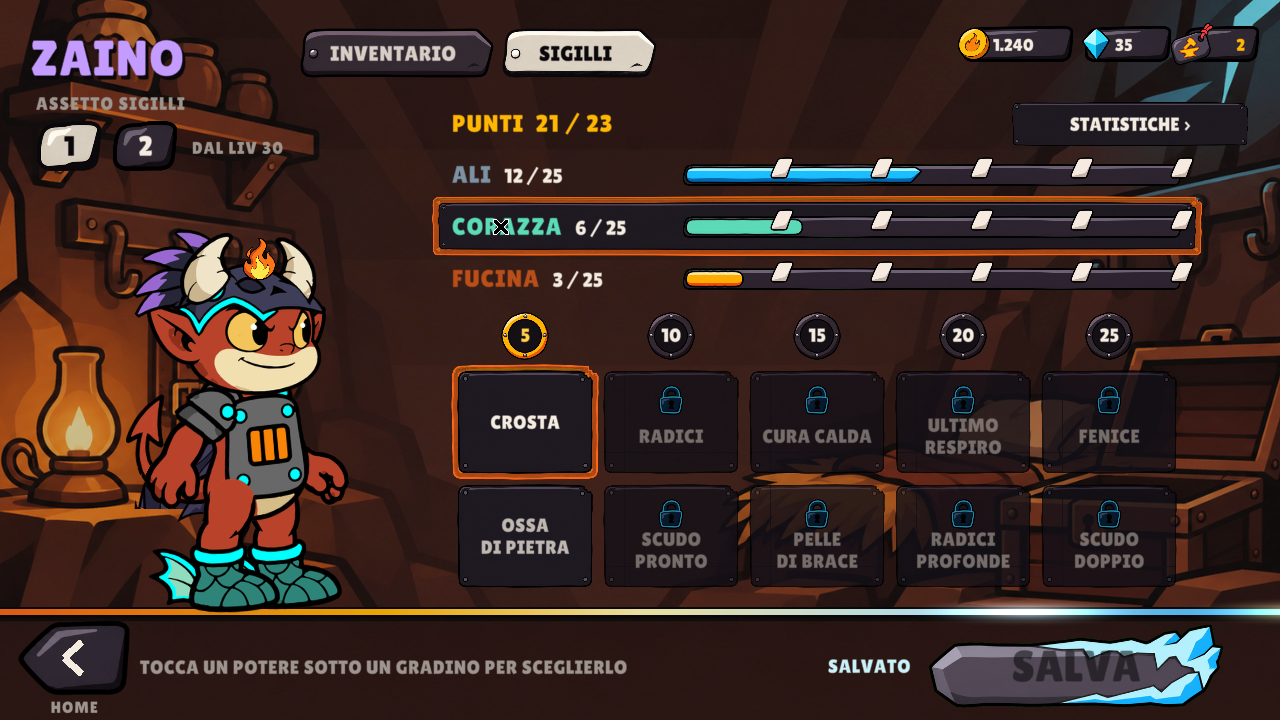 ZAINO
INVENTARIO
SIGILLI
1.240
35
2
ASSETTO SIGILLI
1
2
DAL LIV 30
PUNTI 21 / 23
STATISTICHE ›
ALI 12 / 25
CORAZZA 6 / 25
FUCINA 3 / 25
5
10
15
20
25
CROSTA
RADICI
CURA CALDA
ULTIMO
RESPIRO
FENICE
OSSA
DI PIETRA
SCUDO
PRONTO
PELLE
DI BRACE
RADICI
PROFONDE
SCUDO
DOPPIO
TOCCA UN POTERE SOTTO UN GRADINO PER SCEGLIERLO
SALVATO
SALVA
HOME